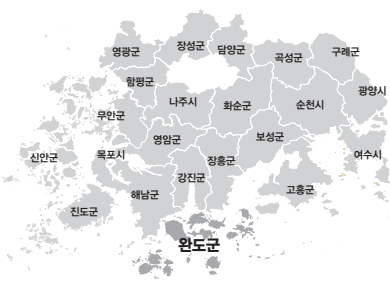 영광군
장성군
담양군
곡성군
구례군
함평군
광양시
나주시
화순군
순천시
무안군
영암군
보성군
신안군
목포시
장흥군
여수시
강진군
해남군
고흥군
진도군
완도군